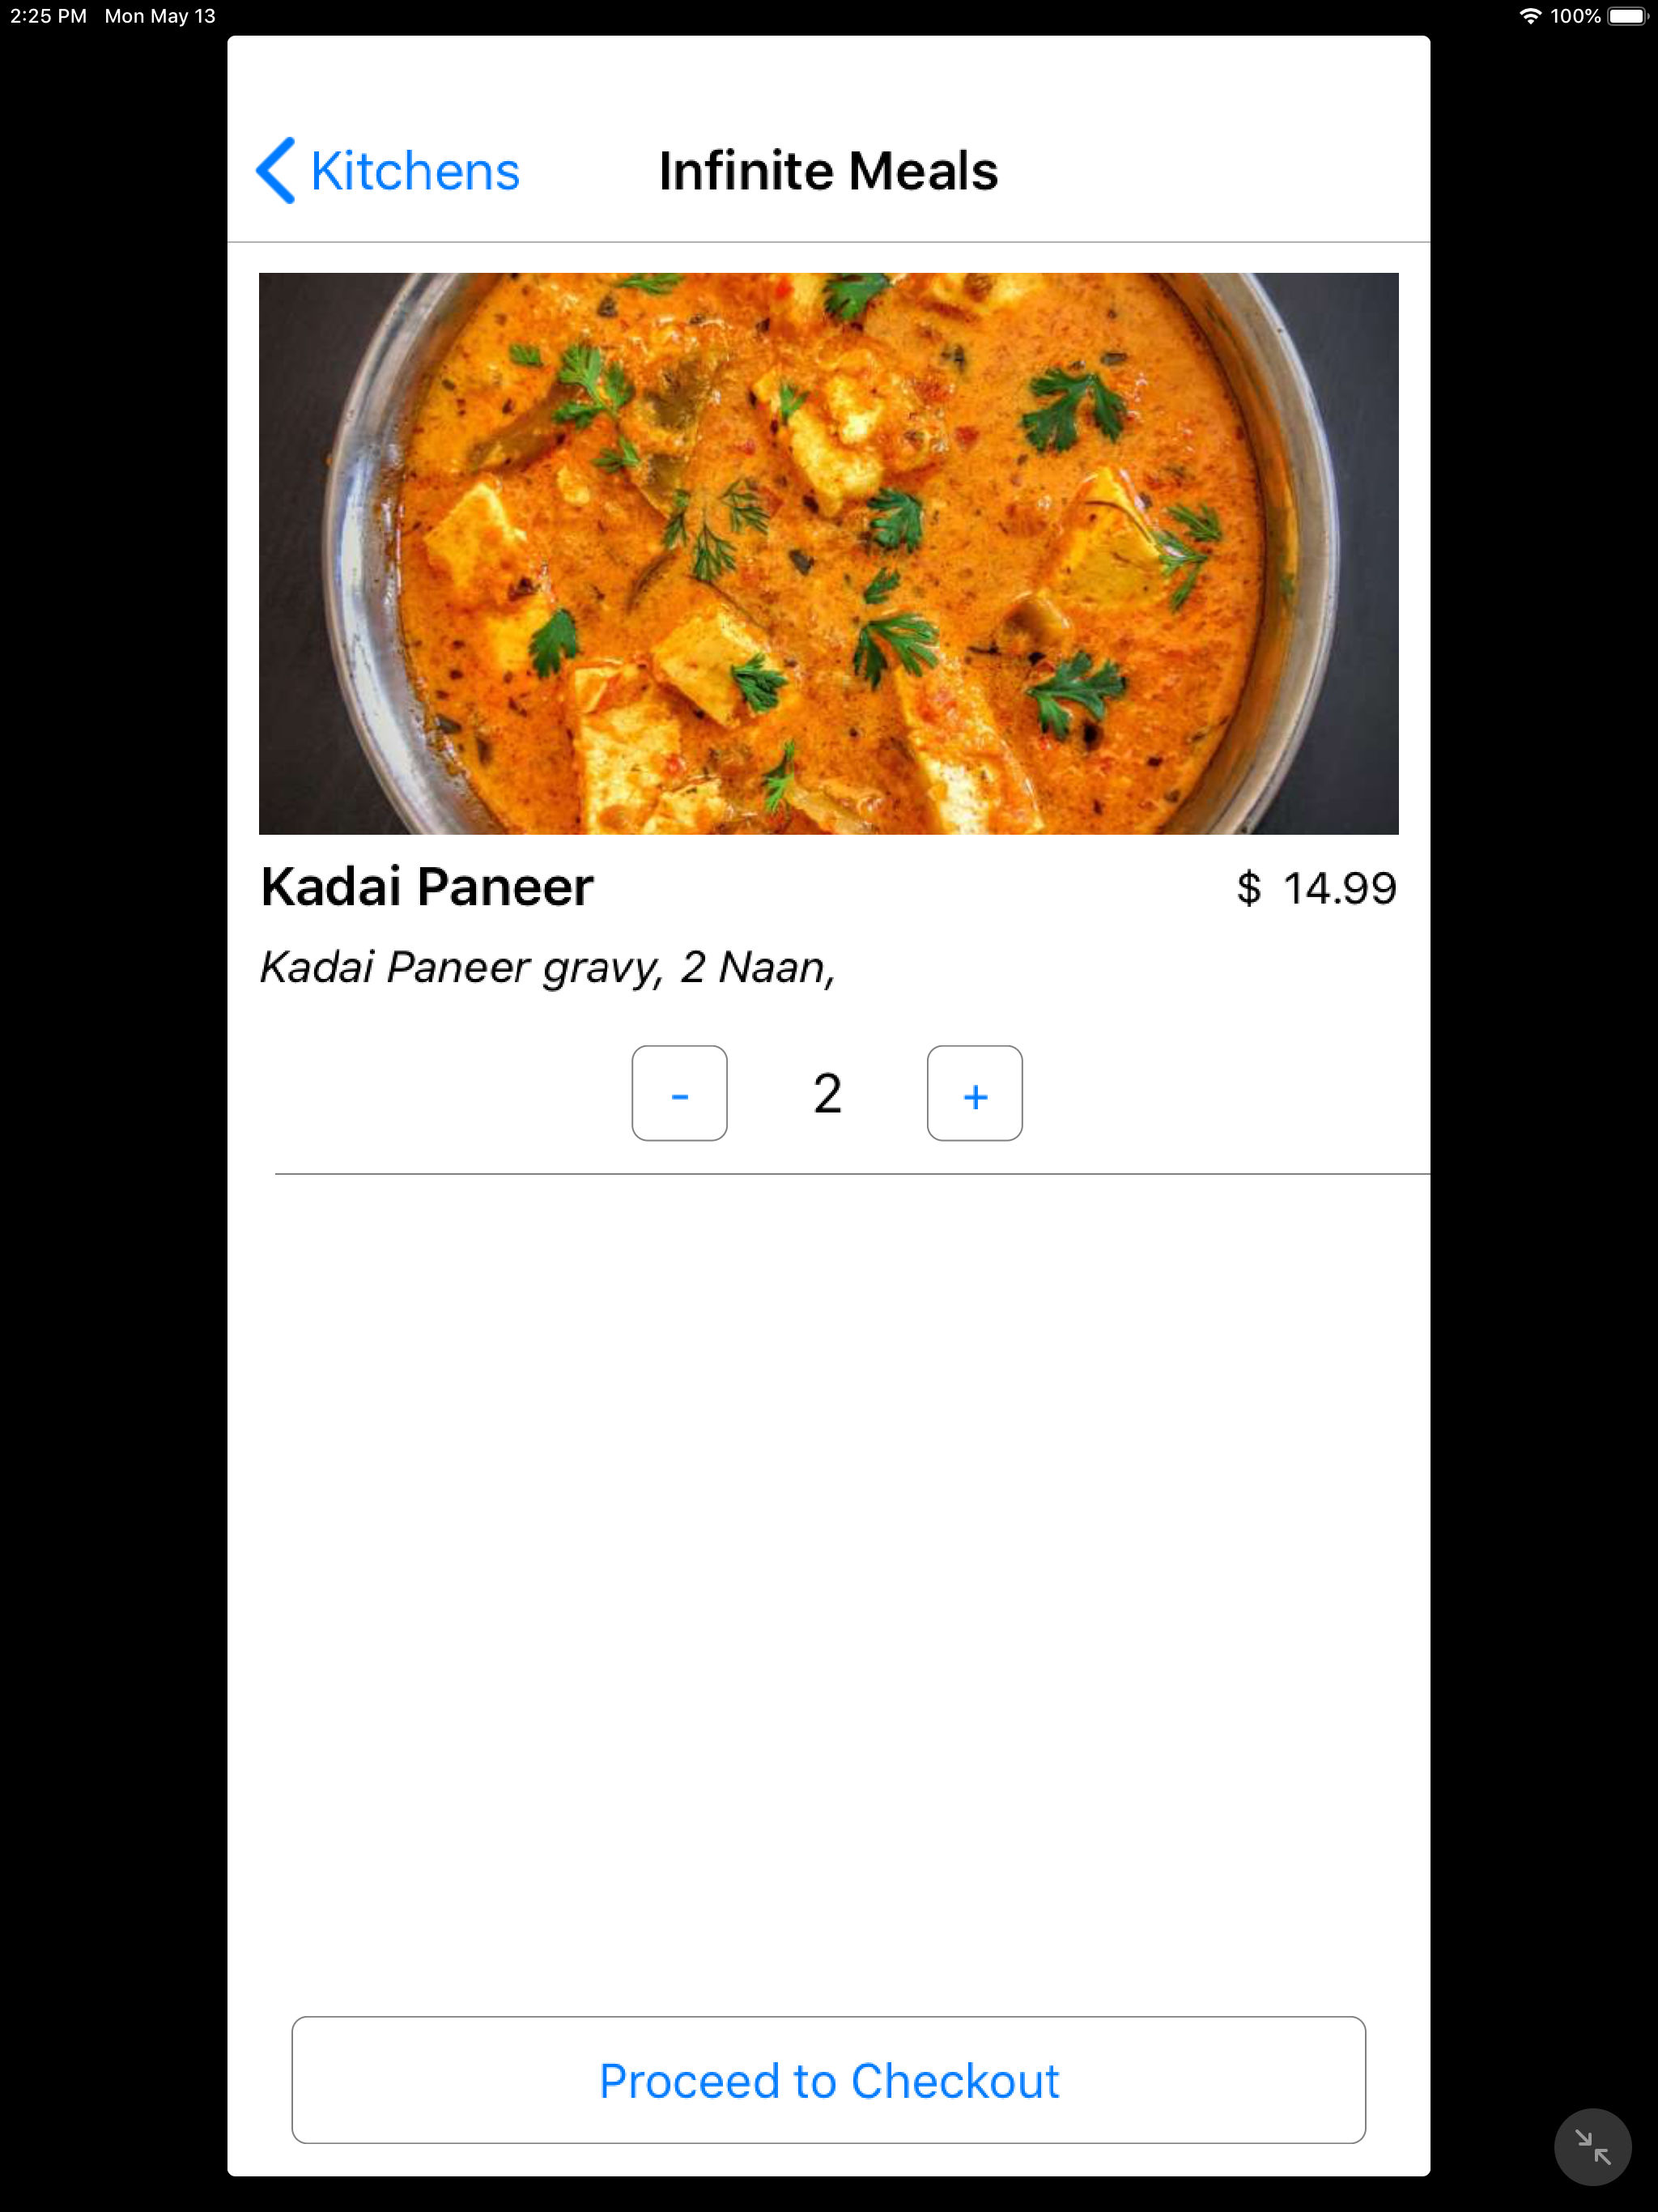 2:25 PM Mon May 13 100%
Kitchens Infinite Meals
Kadai Paneer $ 14.99
Kadai Paneer gravy, 2 Naan,
- 2 +
Proceed to Checkout